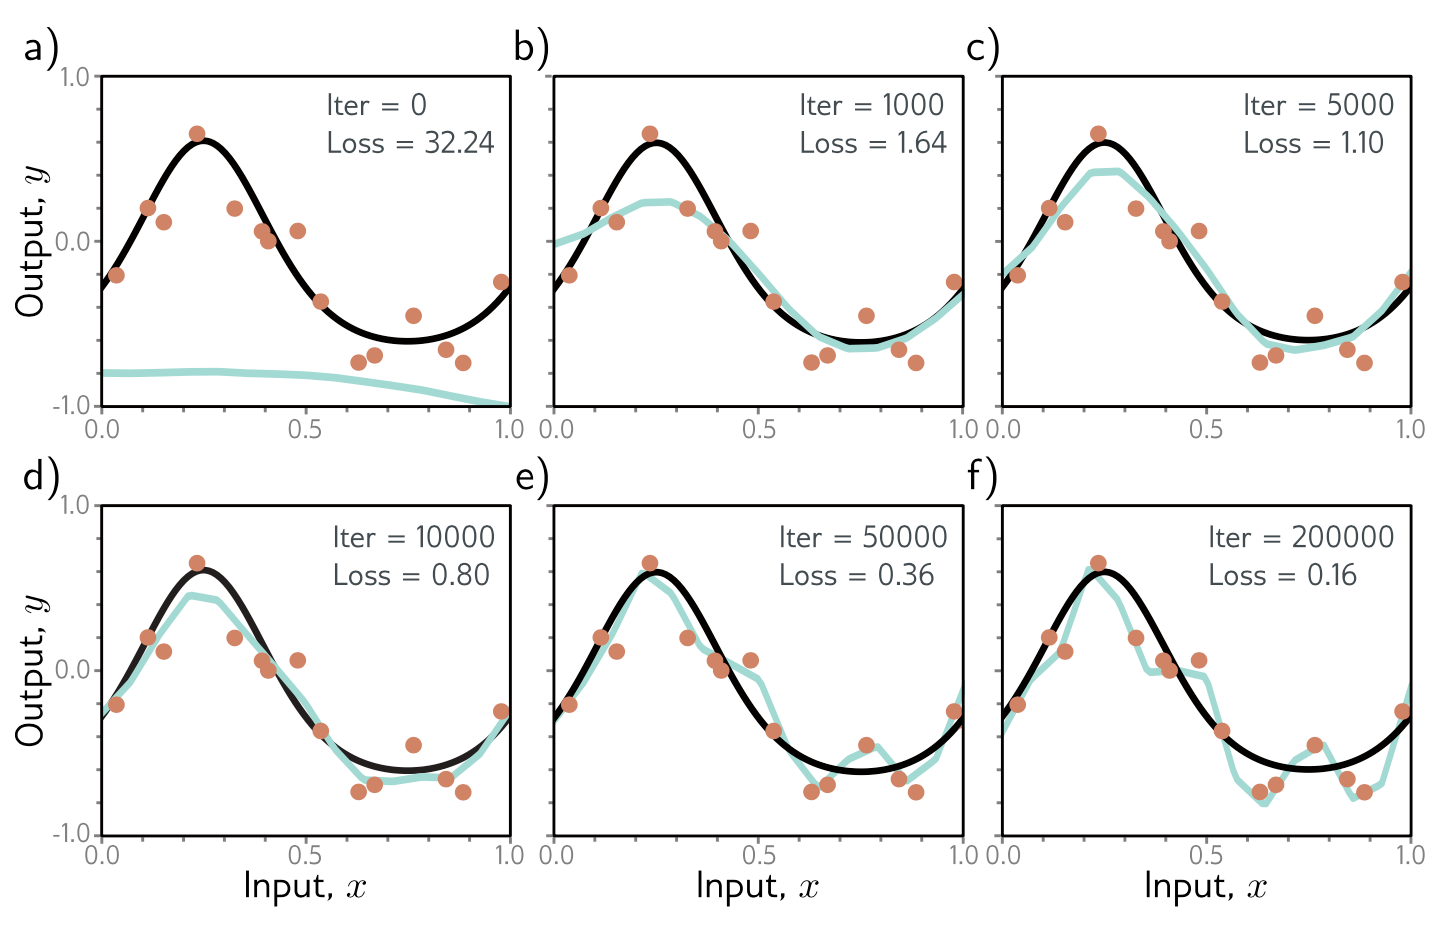 a)
1.0
0.0
-1.0
Output, y
Iter = 0
Loss = 32.24
0.0 0.5 1.0
b)
Iter = 1000
Loss = 1.64
0.0 0.5 1.0
c)
Iter = 5000
Loss = 1.10
0.0 0.5 1.0
d)
1.0
0.0
-1.0
Output, y
Iter = 10000
Loss = 0.80
0.0 0.5 1.0
Input, x
e)
Iter = 50000
Loss = 0.36
0.0 0.5 1.0
Input, x
f)
Iter = 200000
Loss = 0.16
0.0 0.5 1.0
Input, x